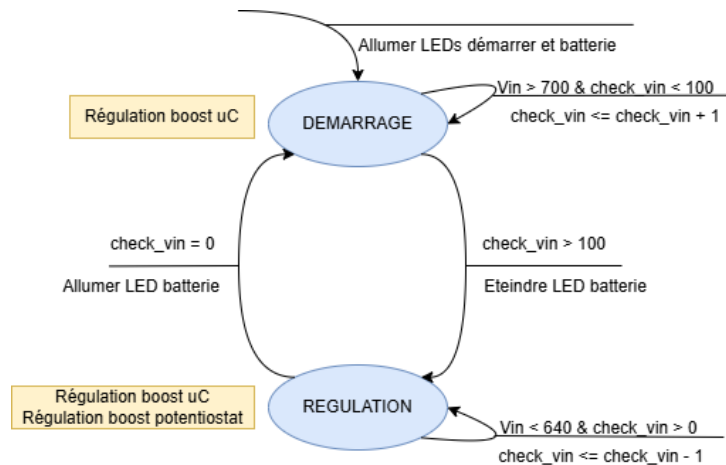 Allumer LEDs démarrer et batterie
Vin > 700 & check_vin < 100
check_vin <= check_vin + 1
Régulation boost uC
DEMARRAGE
check_vin = 0
Allumer LED batterie
check_vin > 100
Eteindre LED batterie
Régulation boost uC
Régulation boost potentiostat
REGULATION
Vin < 640 & check_vin > 0
check_vin <= check_vin - 1